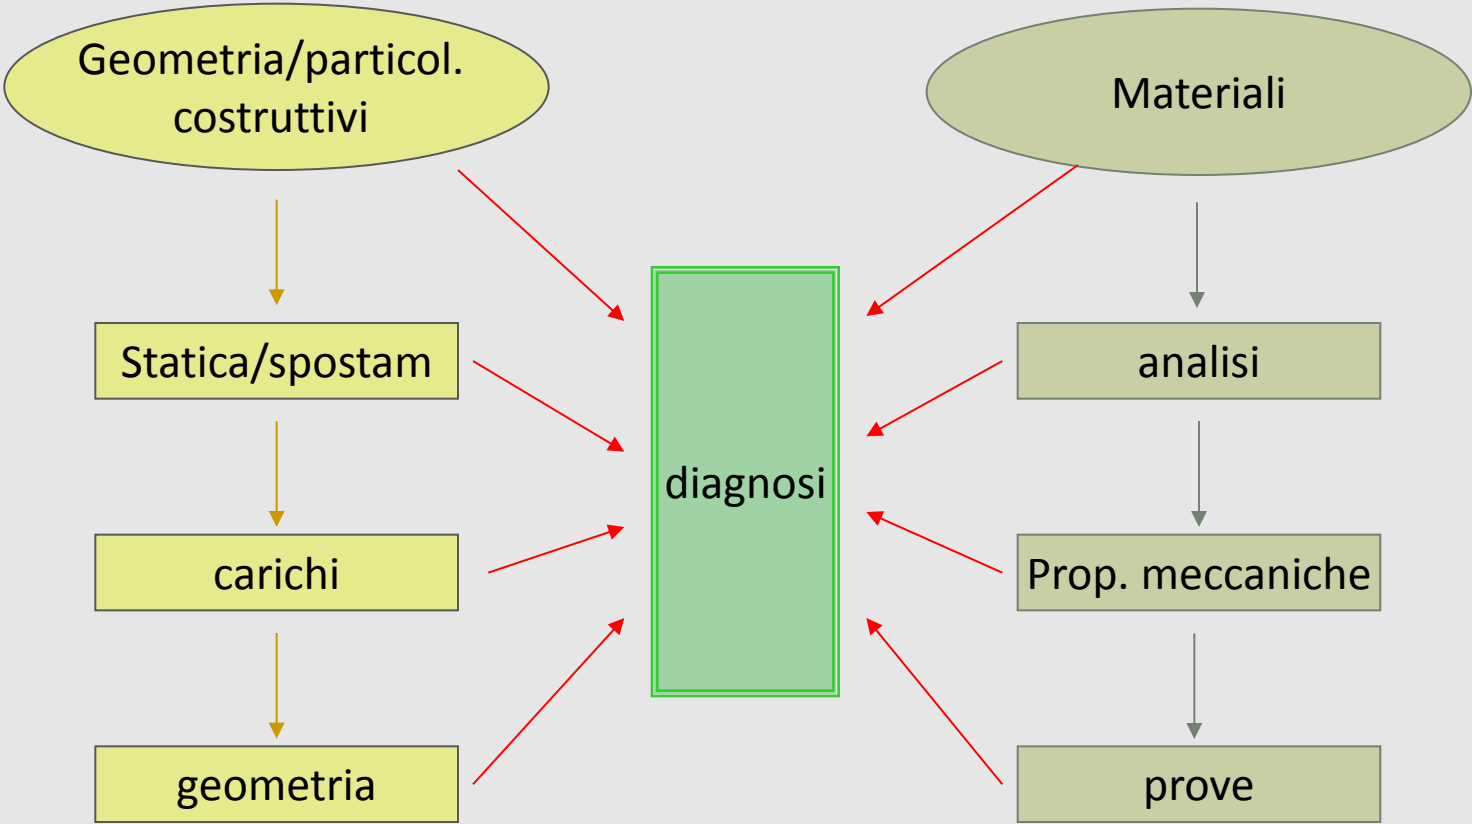 Geometria/particol.
costruttivi
Materiali
Statica/spostam
analisi
diagnosi
carichi
Prop. meccaniche
geometria
prove